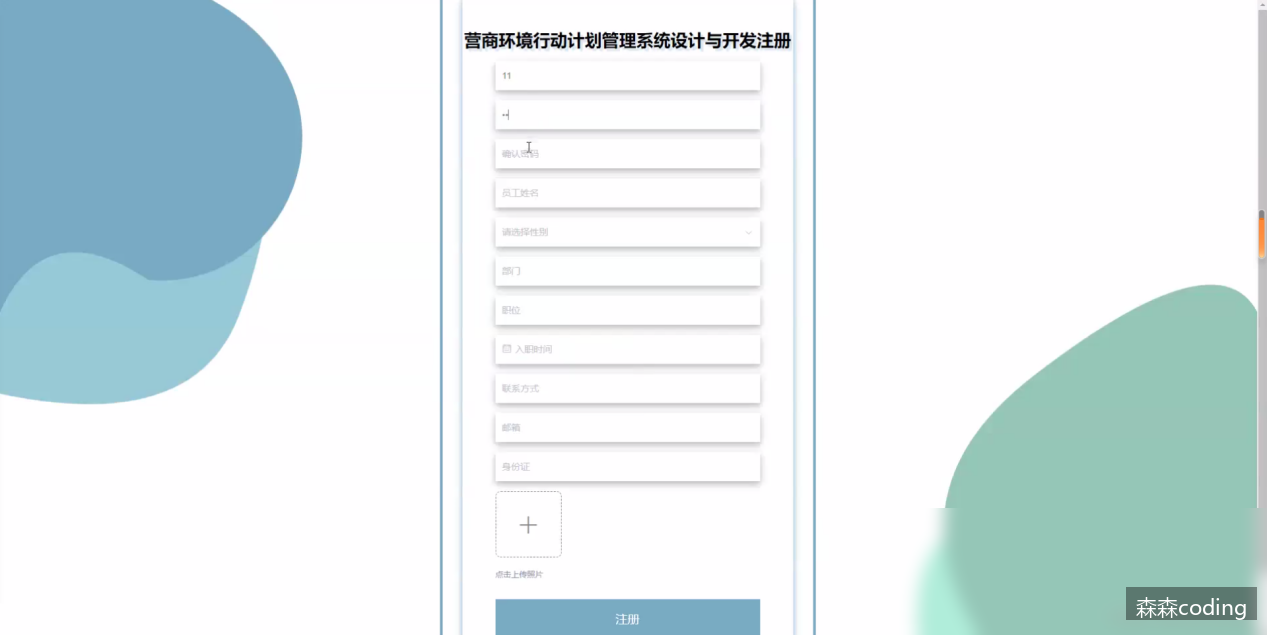 营商环境行动计划管理系统设计与开发注册
11
确认密码
员工姓名
请选择性别
部门
职位
入职时间
联系方式
邮箱
身份证
点击上传照片
注册
森森coding